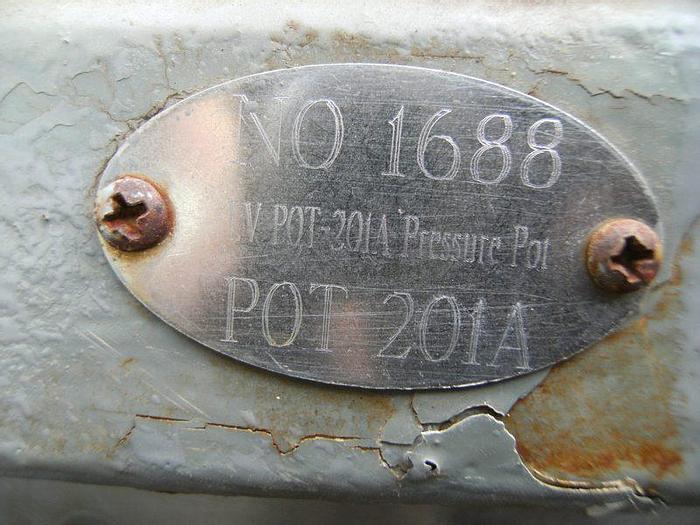 NO 1688
V POT-201A Pressure Pot
POT 201A